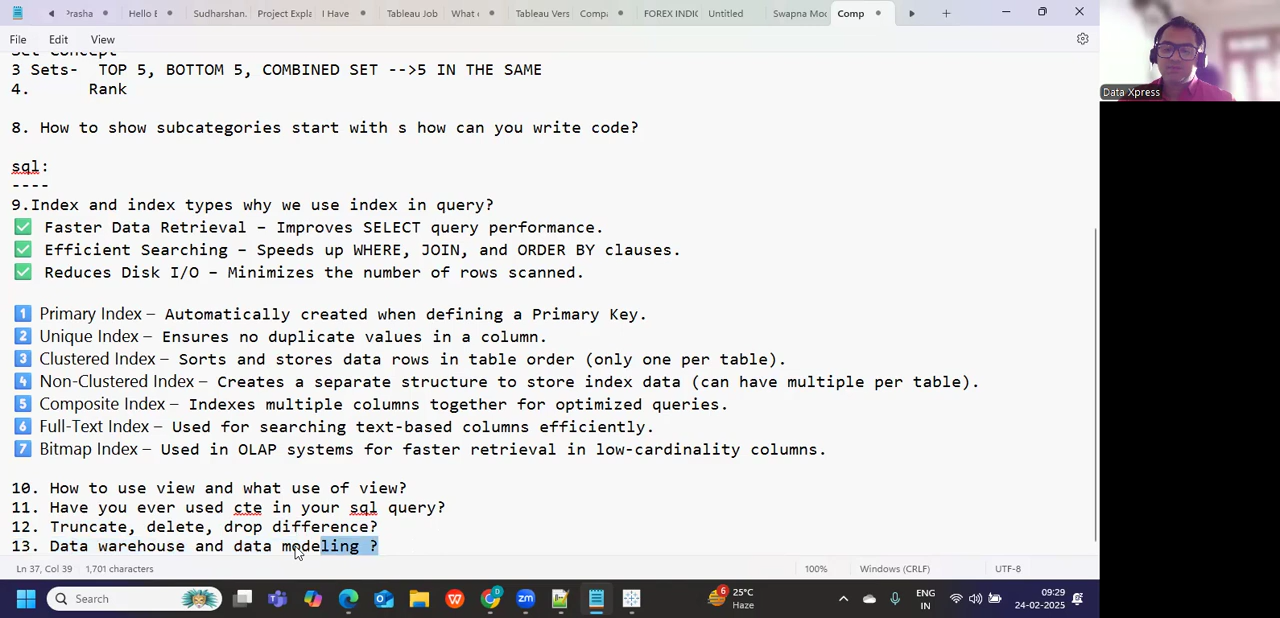 Prasha
Hello E
Sudharshan.
Project Expla
I Have
Tableau Job
What
Tableau Vers
Compa
FOREX INDIC
Untitled
Swapna Moc
Comp
File
Edit
View
Set Concept
3 Sets- TOP 5, BOTTOM 5, COMBINED SET -->5 IN THE SAME
4. Rank
8. How to show subcategories start with s how can you write code?
sql:
----
9.Index and index types why we use index in query?
✅ Faster Data Retrieval – Improves SELECT query performance.
✅ Efficient Searching – Speeds up WHERE, JOIN, and ORDER BY clauses.
✅ Reduces Disk I/O – Minimizes the number of rows scanned.
1️⃣ Primary Index – Automatically created when defining a Primary Key.
2️⃣ Unique Index – Ensures no duplicate values in a column.
3️⃣ Clustered Index – Sorts and stores data rows in table order (only one per table).
4️⃣ Non-Clustered Index – Creates a separate structure to store index data (can have multiple per table).
5️⃣ Composite Index – Indexes multiple columns together for optimized queries.
6️⃣ Full-Text Index – Used for searching text-based columns efficiently.
7️⃣ Bitmap Index – Used in OLAP systems for faster retrieval in low-cardinality columns.
10. How to use view and what use of view?
11. Have you ever used cte in your sql query?
12. Truncate, delete, drop difference?
13. Data warehouse and data modeling ?
Ln 37, Col 39
1,701 characters
100%
Windows (CRLF)
UTF-8
Data Xpress
Search
6
25°C
Haze
ENG
IN
09:29
24-02-2025